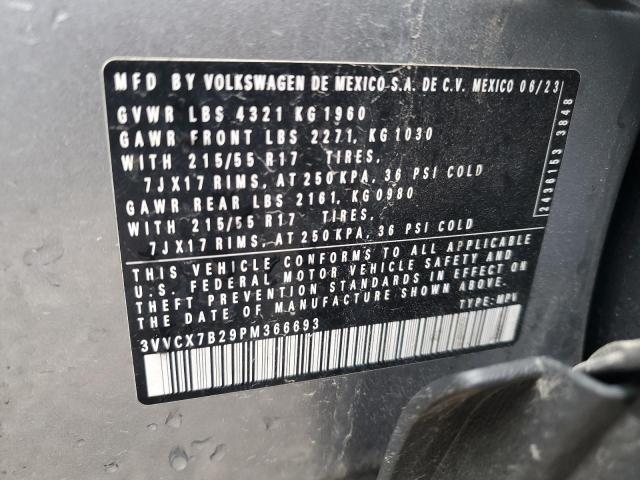 MFD BY VOLKSWAGEN DE MEXICO S.A. DE C.V. MEXICO 06/23
GVWR LBS 4321 KG 1960
GAWR FRONT LBS 2271, KG 1030
WITH 215/55 R17 TIRES,
7JX17 RIMS, AT 250 KPA, 36 PSI COLD
GAWR REAR LBS 2161, KG 0980
WITH 215/55 R17 TIRES,
7JX17 RIMS, AT 250 KPA, 36 PSI COLD
THIS VEHICLE CONFORMS TO ALL APPLICABLE
U.S. FEDERAL MOTOR VEHICLE SAFETY AND
THEFT PREVENTION STANDARDS IN EFFECT ON
THE DATE OF MANUFACTURE SHOWN ABOVE.
TYPE: MPV
3VVCX7B29PM366693
2436153 3848